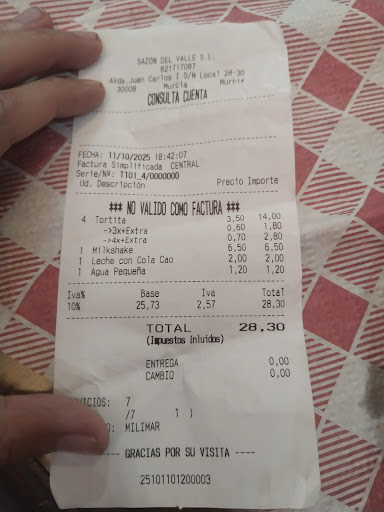 SAZON DEL VALLE S.L.
B21717087
AVda.Juan Carlos I S/N Local 28-30
30008 Murcia Murcia
CONSULTA CUENTA
FECHA: 11/10/2025 18:42:07
Factura Simplificada CENTRAL
Serie/Nº: T101_4/0000000
Ud. Descripción Precio Importe
### NO VALIDO COMO FACTURA ###
4 Tortita 3,50 14,00
->3x+Extra 0,60 1,80
->4x+Extra 0,70 2,80
1 Milkshake 6,50 6,50
1 Leche con Cola Cao 2,00 2,00
1 Agua Pequeña 1,20 1,20
Iva% Base Iva Total
10% 25,73 2,57 28,30
TOTAL 28,30
(Impuestos Inluidos)
ENTREGA 0,00
CAMBIO 0,00
VICIOS: 7
/7 1 )
O: MILIMAR
---- GRACIAS POR SU VISITA ----
25101101200003